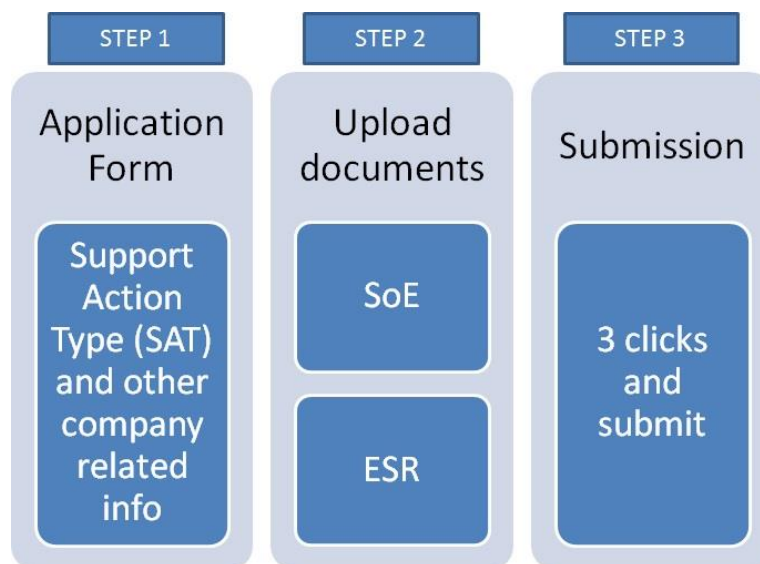 STEP 1
Application
Form
Support
Action
Type (SAT)
and other
company
related
info
STEP 2
Upload
documents
SoE
ESR
STEP 3
Submission
3 clicks
and
submit